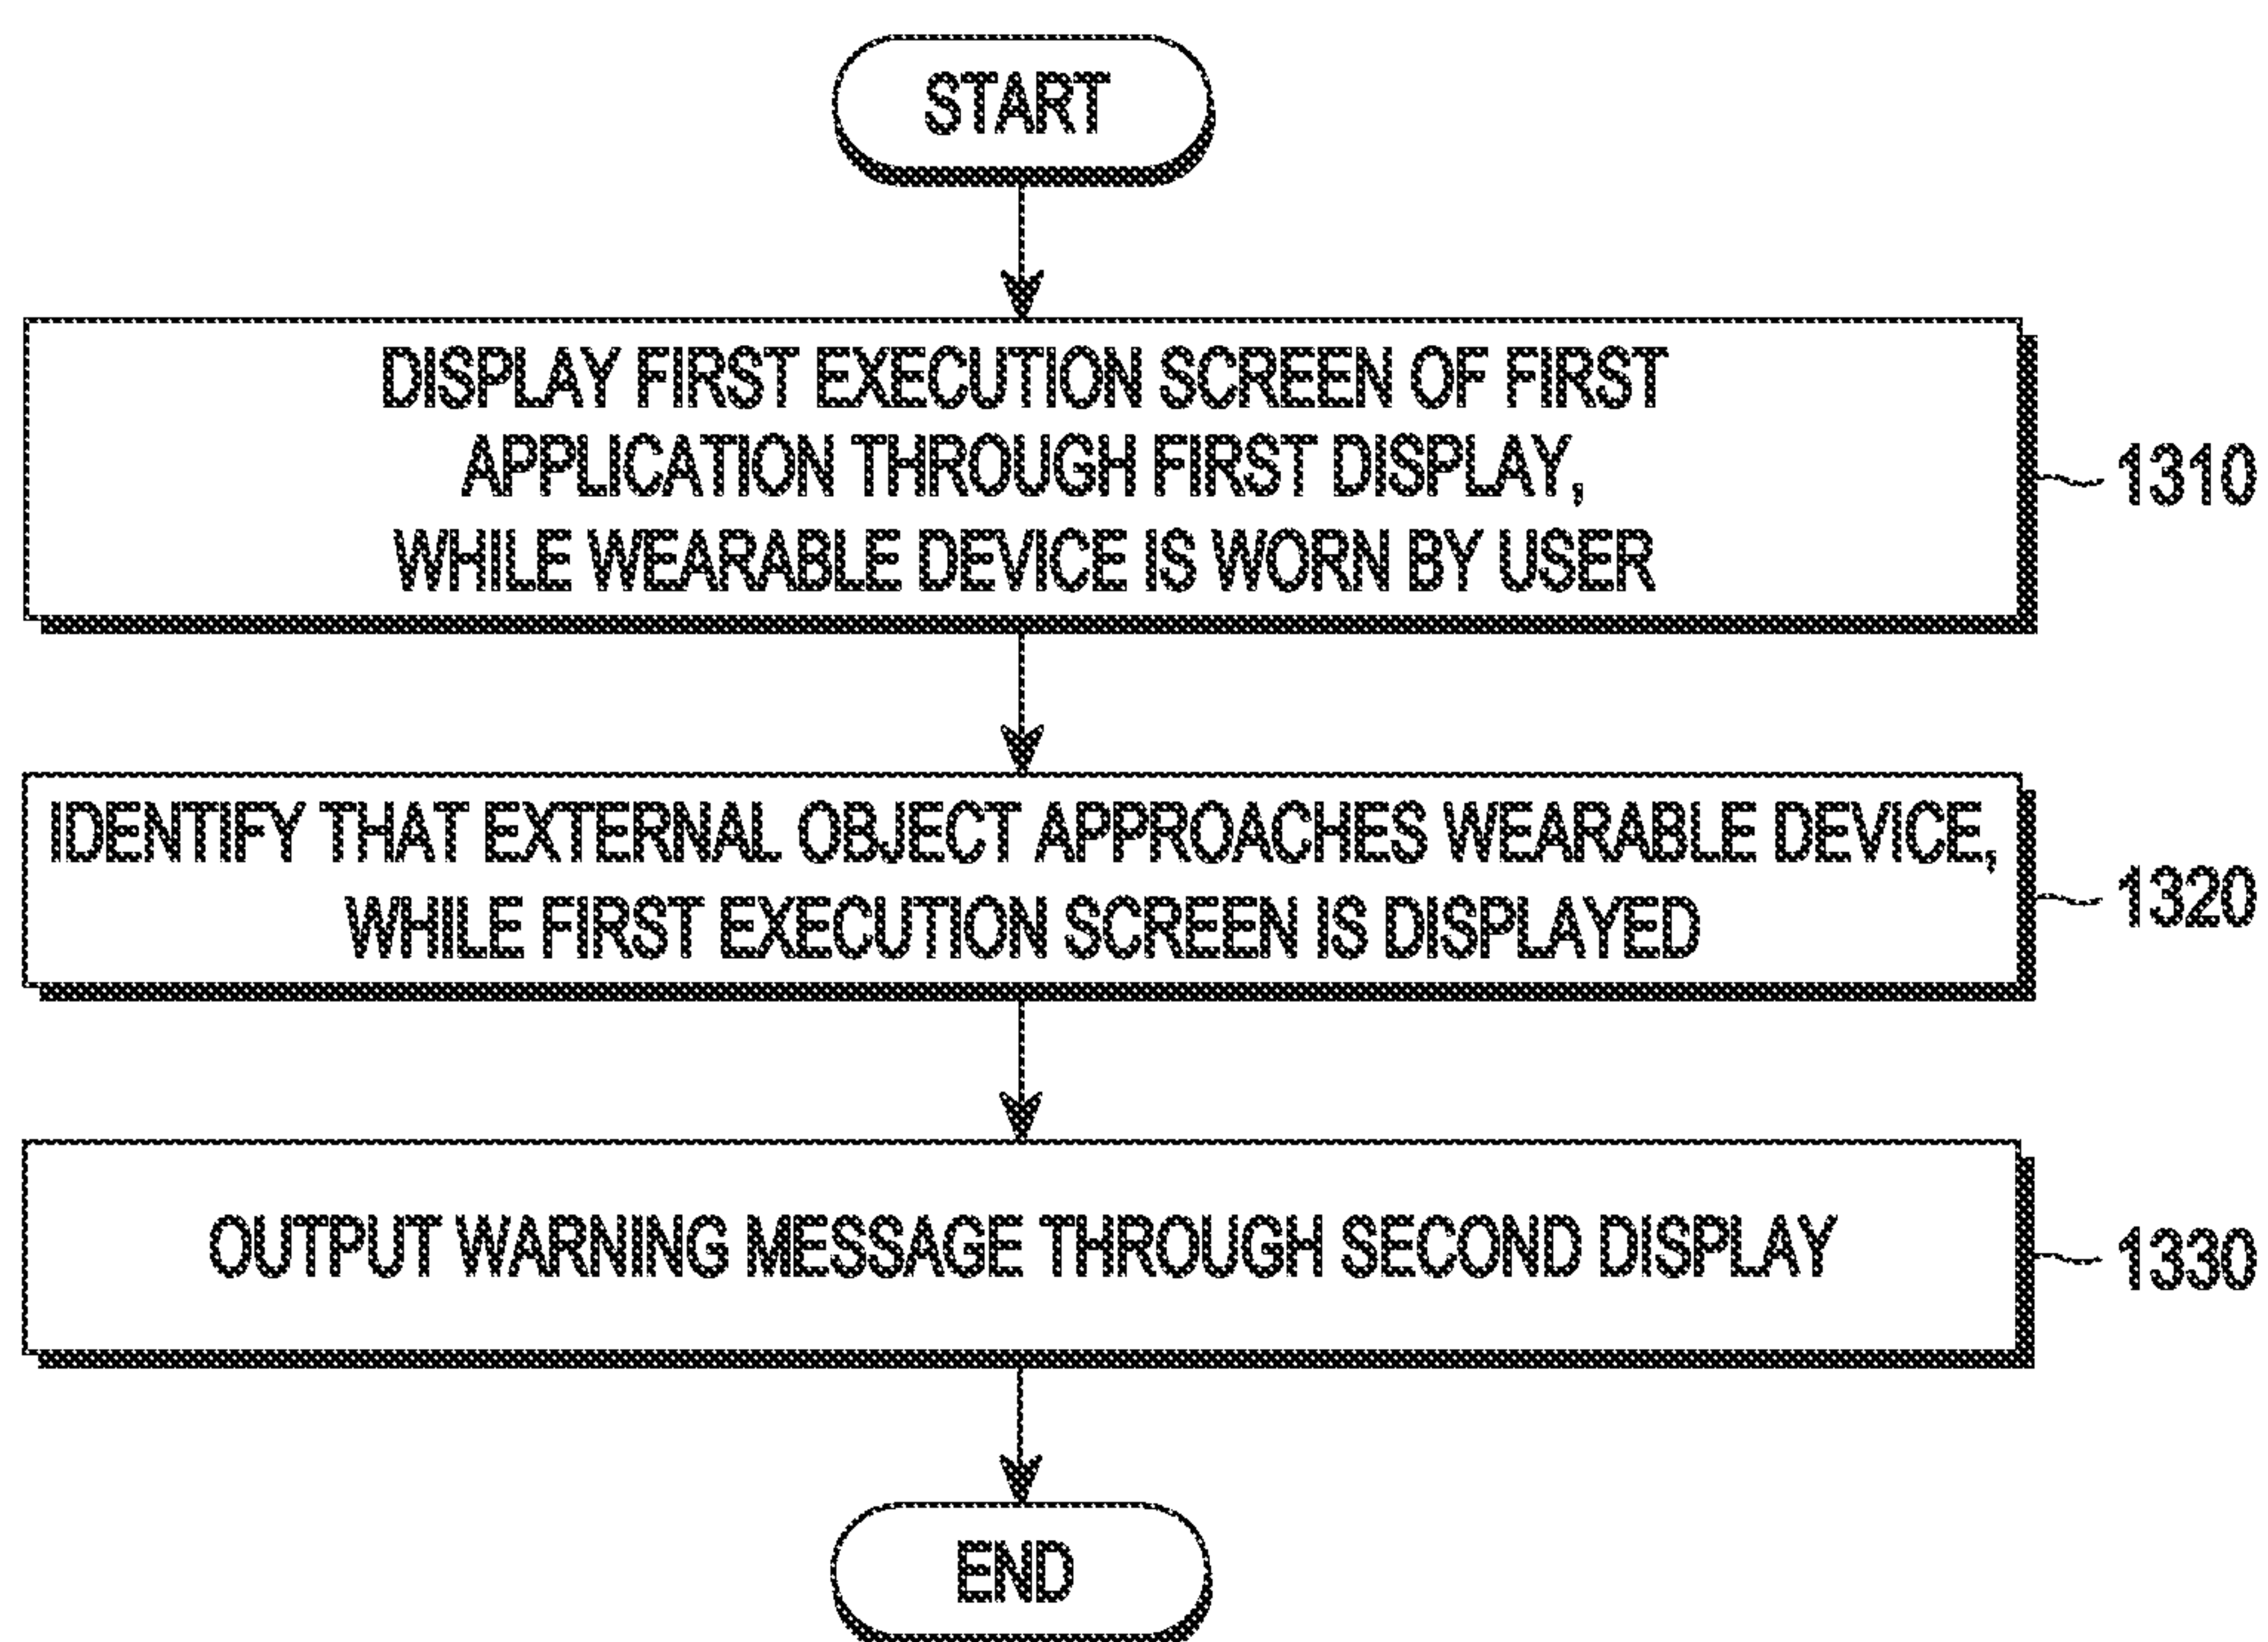 START
DISPLAY FIRST EXECUTION SCREEN OF FIRST
APPLICATION THROUGH FIRST DISPLAY,
WHILE WEARABLE DEVICE IS WORN BY USER
1310
IDENTIFY THAT EXTERNAL OBJECT APPROACHES WEARABLE DEVICE,
WHILE FIRST EXECUTION SCREEN IS DISPLAYED
1320
OUTPUT WARNING MESSAGE THROUGH SECOND DISPLAY
1330
END